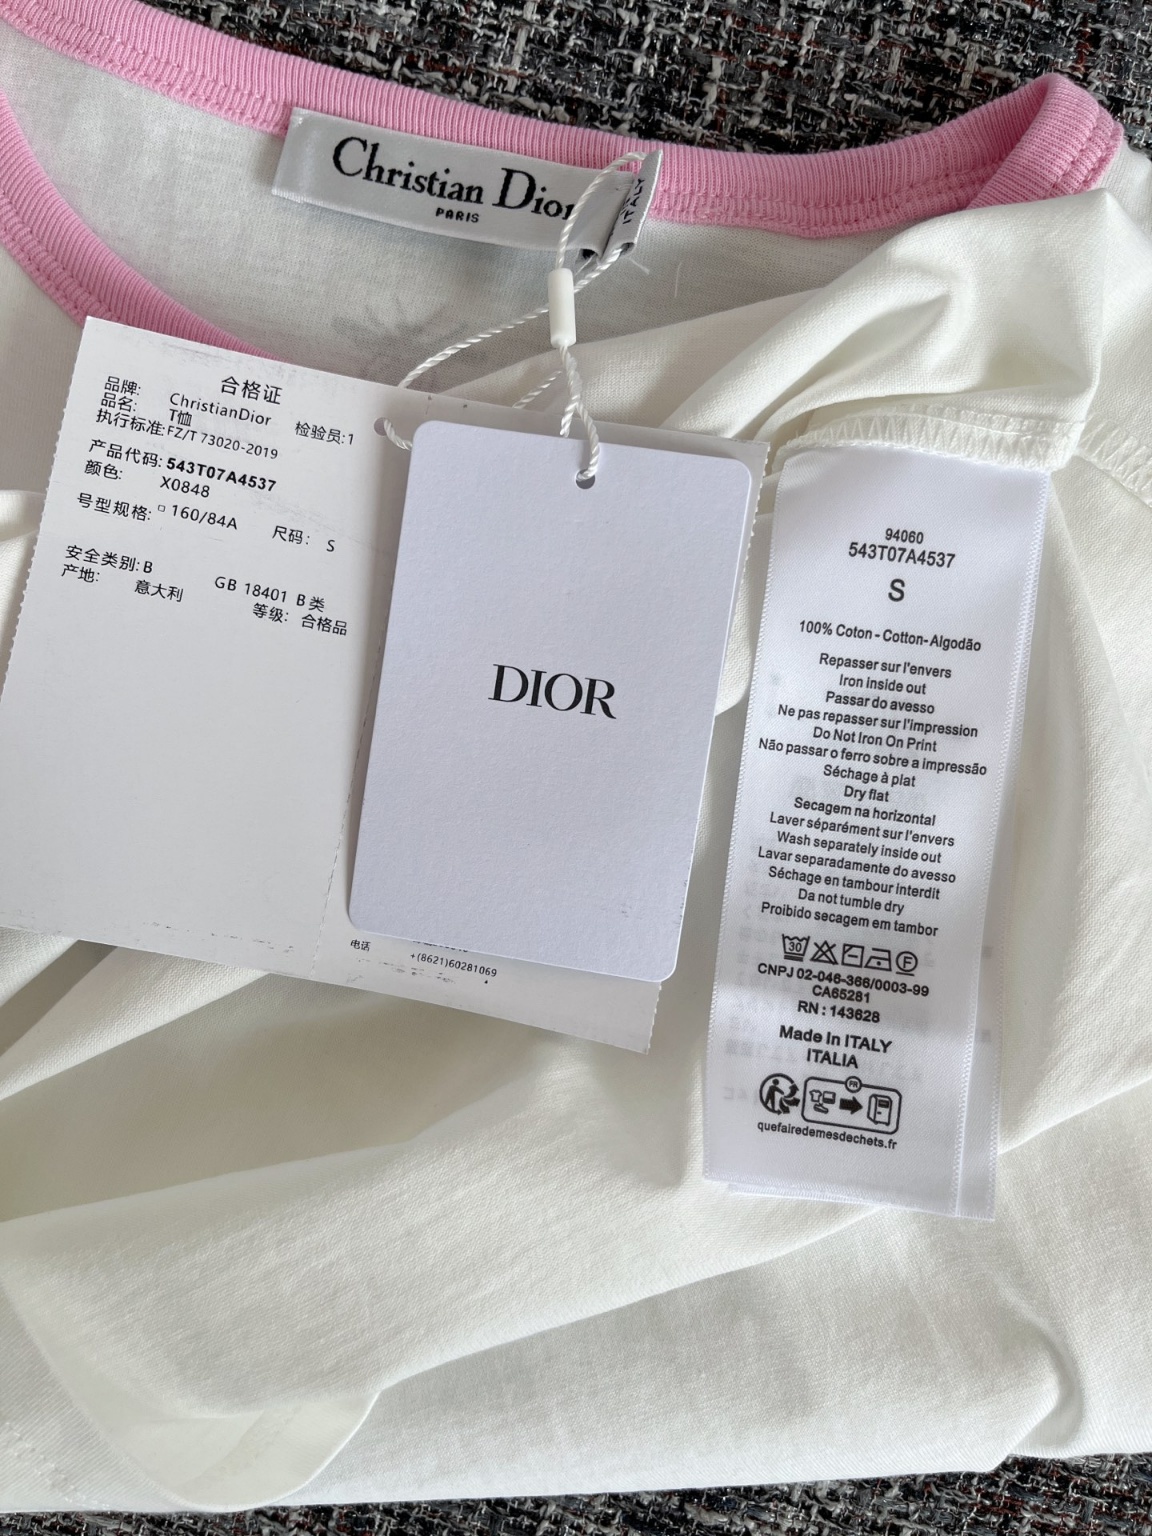 Christian Dior
PARIS
合格证
品牌: ChristianDior
品名: T恤 检验员:1
执行标准:FZ/T 73020-2019
产品代码: 543T07A4537
颜色: X0848
号型规格: 160/84A 尺码: S
安全类别: B GB 18401 B 类
产地: 意大利 等级: 合格品
电话 +(8621)60281069
DIOR
94060
543T07A4537
S
100% Coton - Cotton- Algodão
Repasser sur l'envers
Iron inside out
Passar do avesso
Ne pas repasser sur l'impression
Do Not Iron On Print
Não passar o ferro sobre a impressão
Séchage à plat
Dry flat
Secagem na horizontal
Laver séparément sur l'envers
Wash separately inside out
Lavar separadamente do avesso
Séchage en tambour interdit
Da not tumble dry
Proibido secagem em tambor
30 F
CNPJ 02-046-366/0003-99
CA65281
RN : 143628
Made In ITALY
ITALIA
FR
quefairedemesdechets.fr